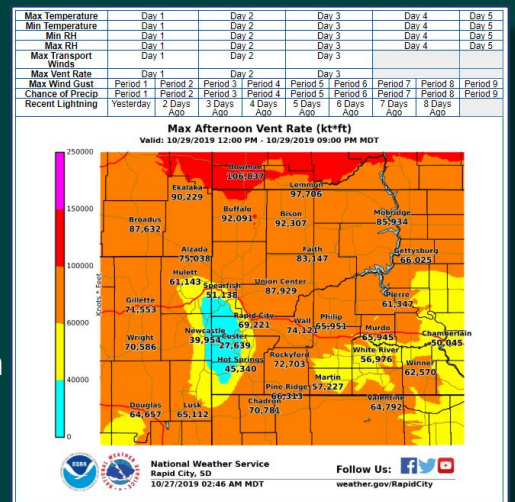 Max Temperature Day 1 Day 2 Day 3 Day 4 Day 5
Min Temperature Day 1 Day 2 Day 3 Day 4 Day 5
Min RH Day 1 Day 2 Day 3 Day 4 Day 5
Max RH Day 1 Day 2 Day 3 Day 4 Day 5
Max Transport Winds Day 1 Day 2 Day 3
Max Vent Rate Day 1 Day 2 Day 3
Max Wind Gust Period 1 Period 2 Period 3 Period 4 Period 5 Period 6 Period 7 Period 8 Period 9
Chance of Precip Period 1 Period 2 Period 3 Period 4 Period 5 Period 6 Period 7 Period 8 Period 9
Recent Lightning Yesterday 2 Days Ago 3 Days Ago 4 Days Ago 5 Days Ago 6 Days Ago 7 Days Ago 8 Days Ago
Max Afternoon Vent Rate (kt*ft)
Valid: 10/29/2019 12:00 PM - 10/29/2019 09:00 PM MDT
250000
150000
100000
60000
40000
0
Knots * Feet
Bowman
106,837
Ekalaka
90,229
Lemmon
97,706
Buffalo
92,091
Bison
92,307
Mobridge
85,934
Broadus
87,632
Alzada
75,038
Faith
83,147
Gettysburg
66,025
Hulett
61,143
Spearfish
51,138
Union Center
87,929
Pierre
61,347
Gillette
71,553
Rapid City
69,221
Wall
74,121
Philip
65,951
Murdo
65,945
Chamberlain
50,045
Newcastle
39,954
Custer
27,639
Wright
70,586
Hot Springs
45,340
Rockyford
72,703
White River
56,976
Winner
62,570
Martin
57,227
Pine Ridge
66,313
Douglas
64,657
Lusk
65,112
Chadron
70,781
Valentine
64,792
NOAA
National Weather Service
Rapid City, SD
10/27/2019 02:46 AM MDT
Follow Us:
weather.gov/RapidCity